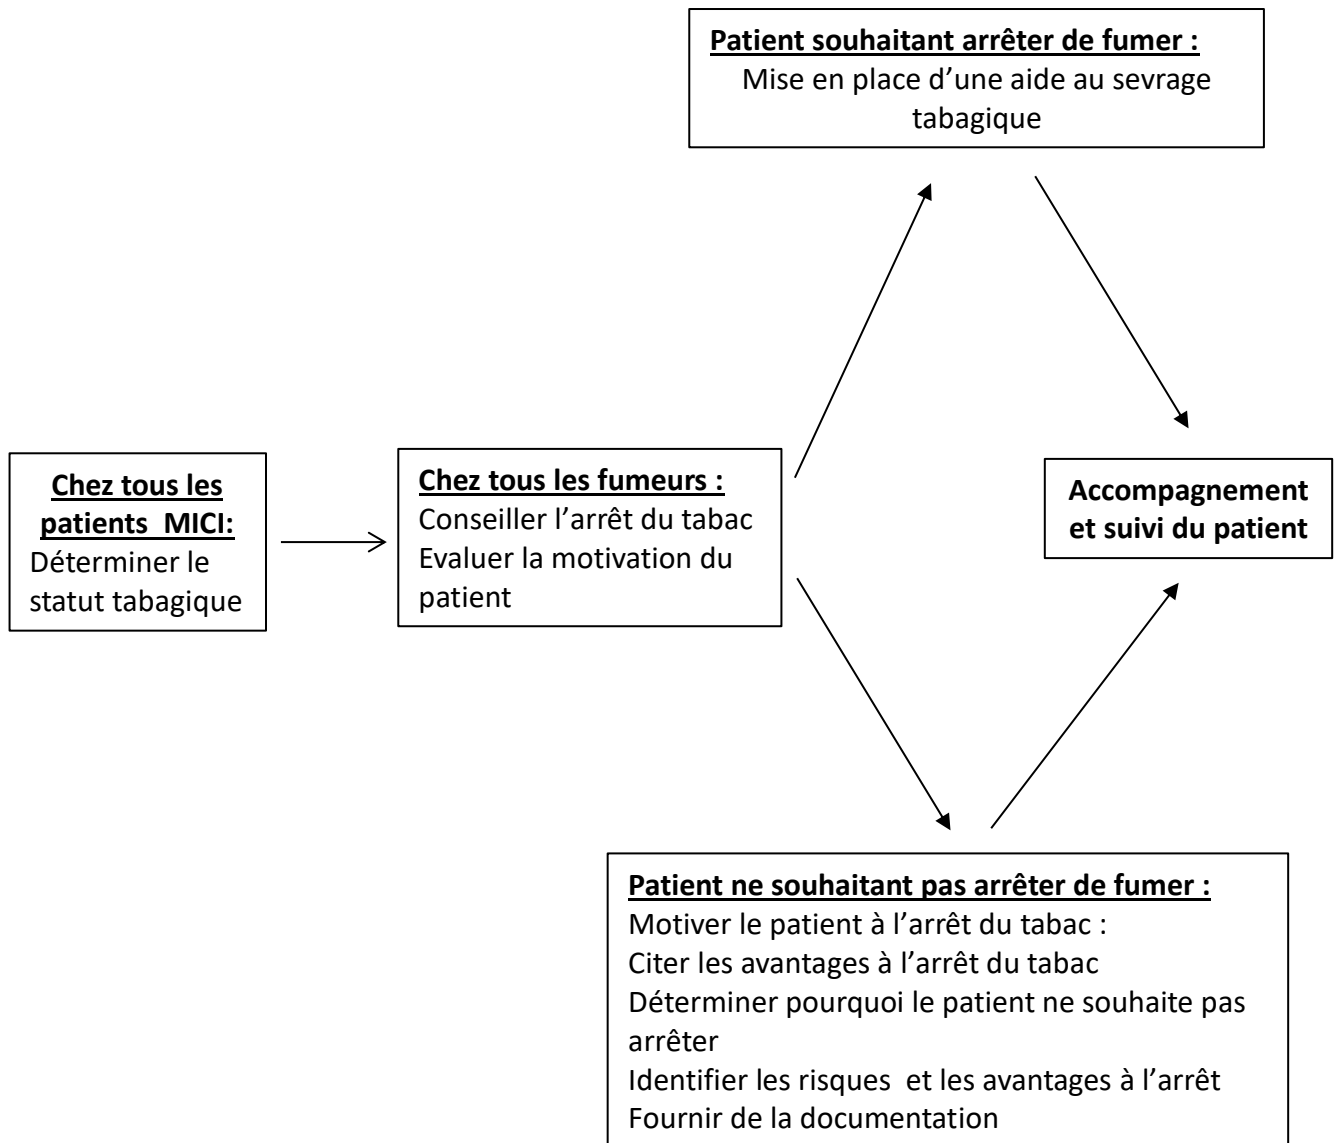 Patient souhaitant arrêter de fumer :
Mise en place d’une aide au sevrage
tabagique
Chez tous les
patients  MICI:
Déterminer le
statut tabagique
Chez tous les fumeurs :
Conseiller l’arrêt du tabac
Evaluer la motivation du
patient
Accompagnement
et suivi du patient
Patient ne souhaitant pas arrêter de fumer :
Motiver le patient à l’arrêt du tabac :
Citer les avantages à l’arrêt du tabac
Déterminer pourquoi le patient ne souhaite pas
arrêter
Identifier les risques  et les avantages à l’arrêt
Fournir de la documentation